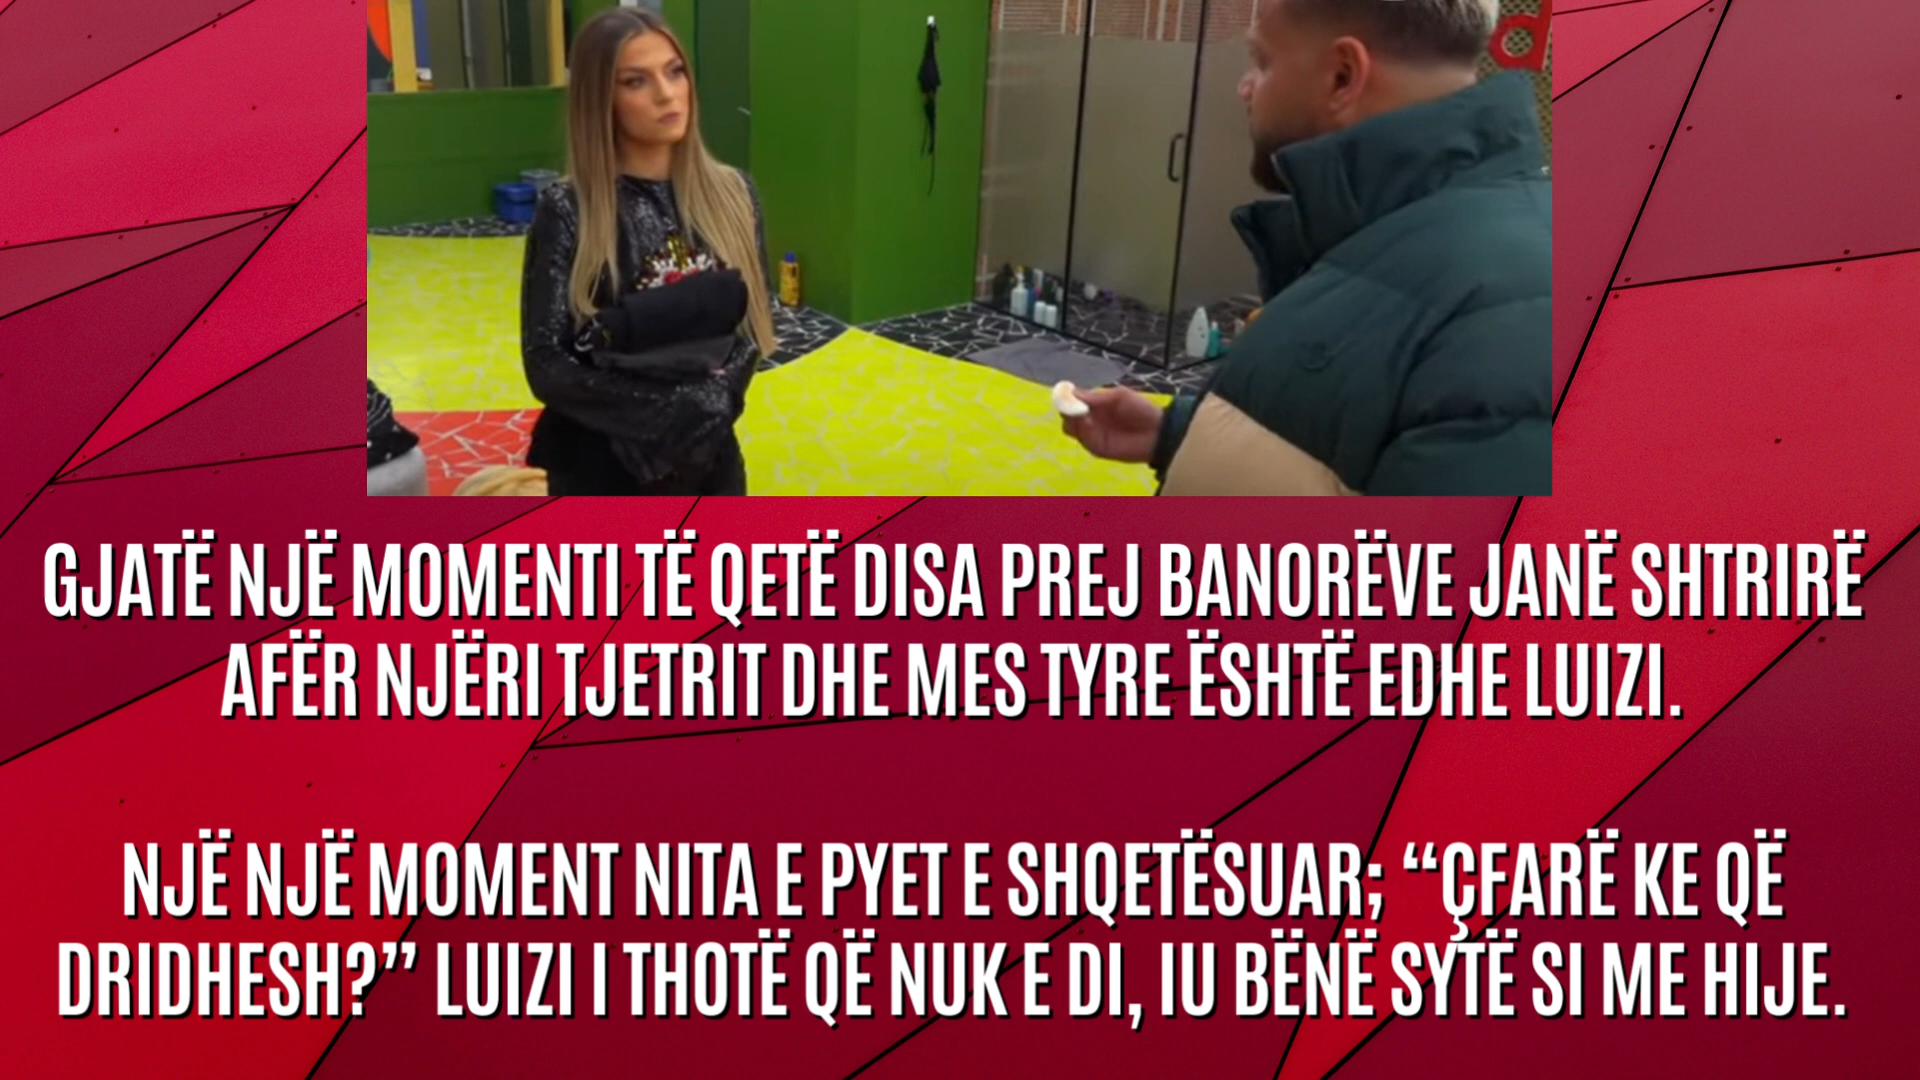 GJATË NJË MOMENTI TË QETË DISA PREJ BANORËVE JANË SHTRIRË
AFËR NJËRI TJETRIT DHE MES TYRE ËSHTË EDHE LUIZI.
NJË NJË MOMENT NITA E PYET E SHQETËSUAR; “ÇFARË KE QË
DRIDHESH?” LUIZI I THOTË QË NUK E DI, IU BËNË SYTË SI ME HIJE.